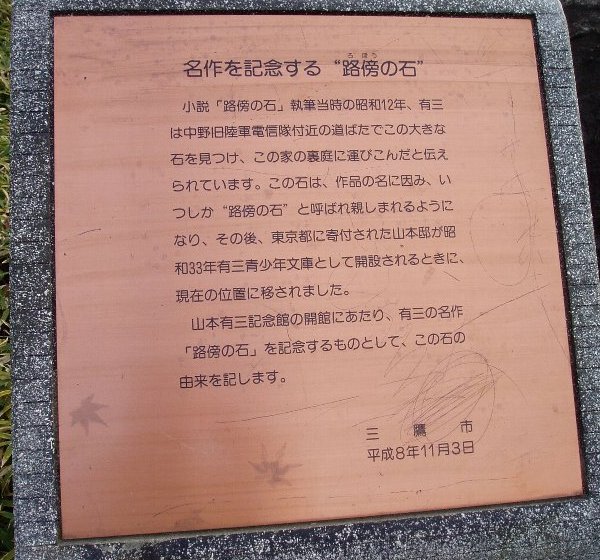 名作を記念する“路傍の石”
ろぼう
小説「路傍の石」執筆当時の昭和12年、有三
は中野旧陸軍電信隊付近の道ばたでこの大きな
石を見つけ、この家の裏庭に運びこんだと伝え
られています。この石は、作品の名に因み、い
つしか“路傍の石”と呼ばれ親しまれるように
なり、その後、東京都に寄付された山本邸が昭
和33年有三青少年文庫として開設されるときに、
現在の位置に移されました。
山本有三記念館の開館にあたり、有三の名作
「路傍の石」を記念するものとして、この石の
由来を記します。
三鷹市
平成8年11月3日